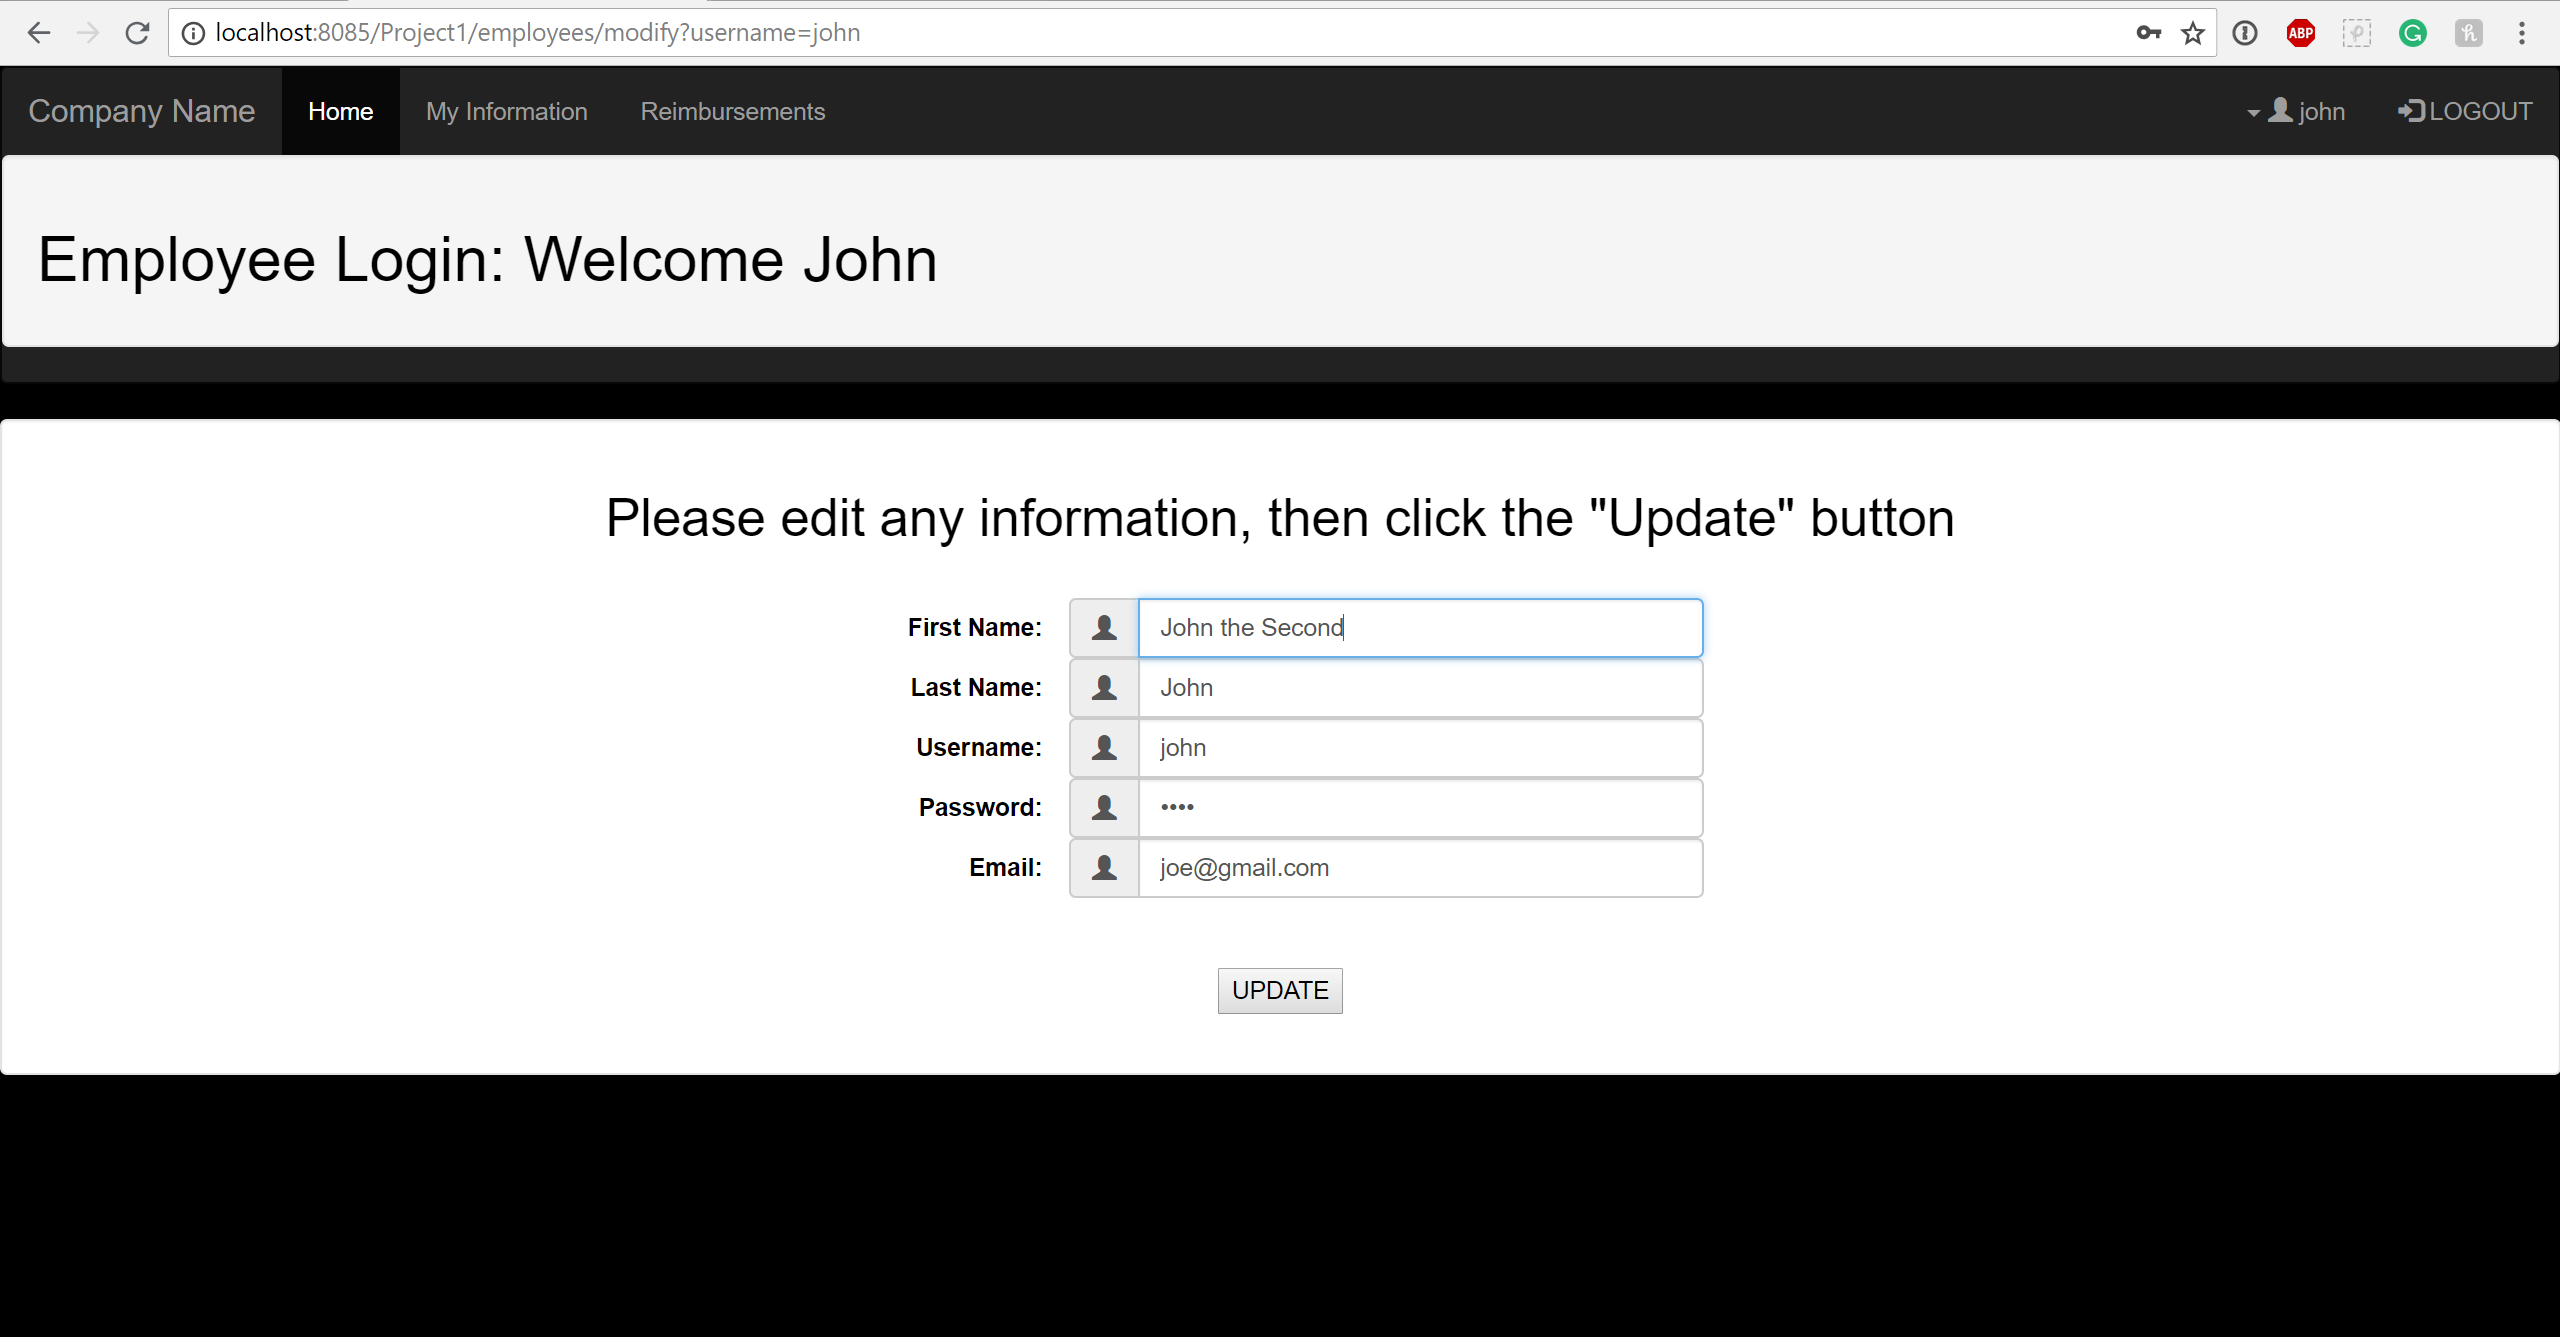 localhost:8085/Project1/employees/modify?username=john
ABP
Company Name Home My Information Reimbursements john LOGOUT
Employee Login: Welcome John
Please edit any information, then click the "Update" button
First Name: John the Second
Last Name: John
Username: john
Password: ••••
Email: joe@gmail.com
UPDATE